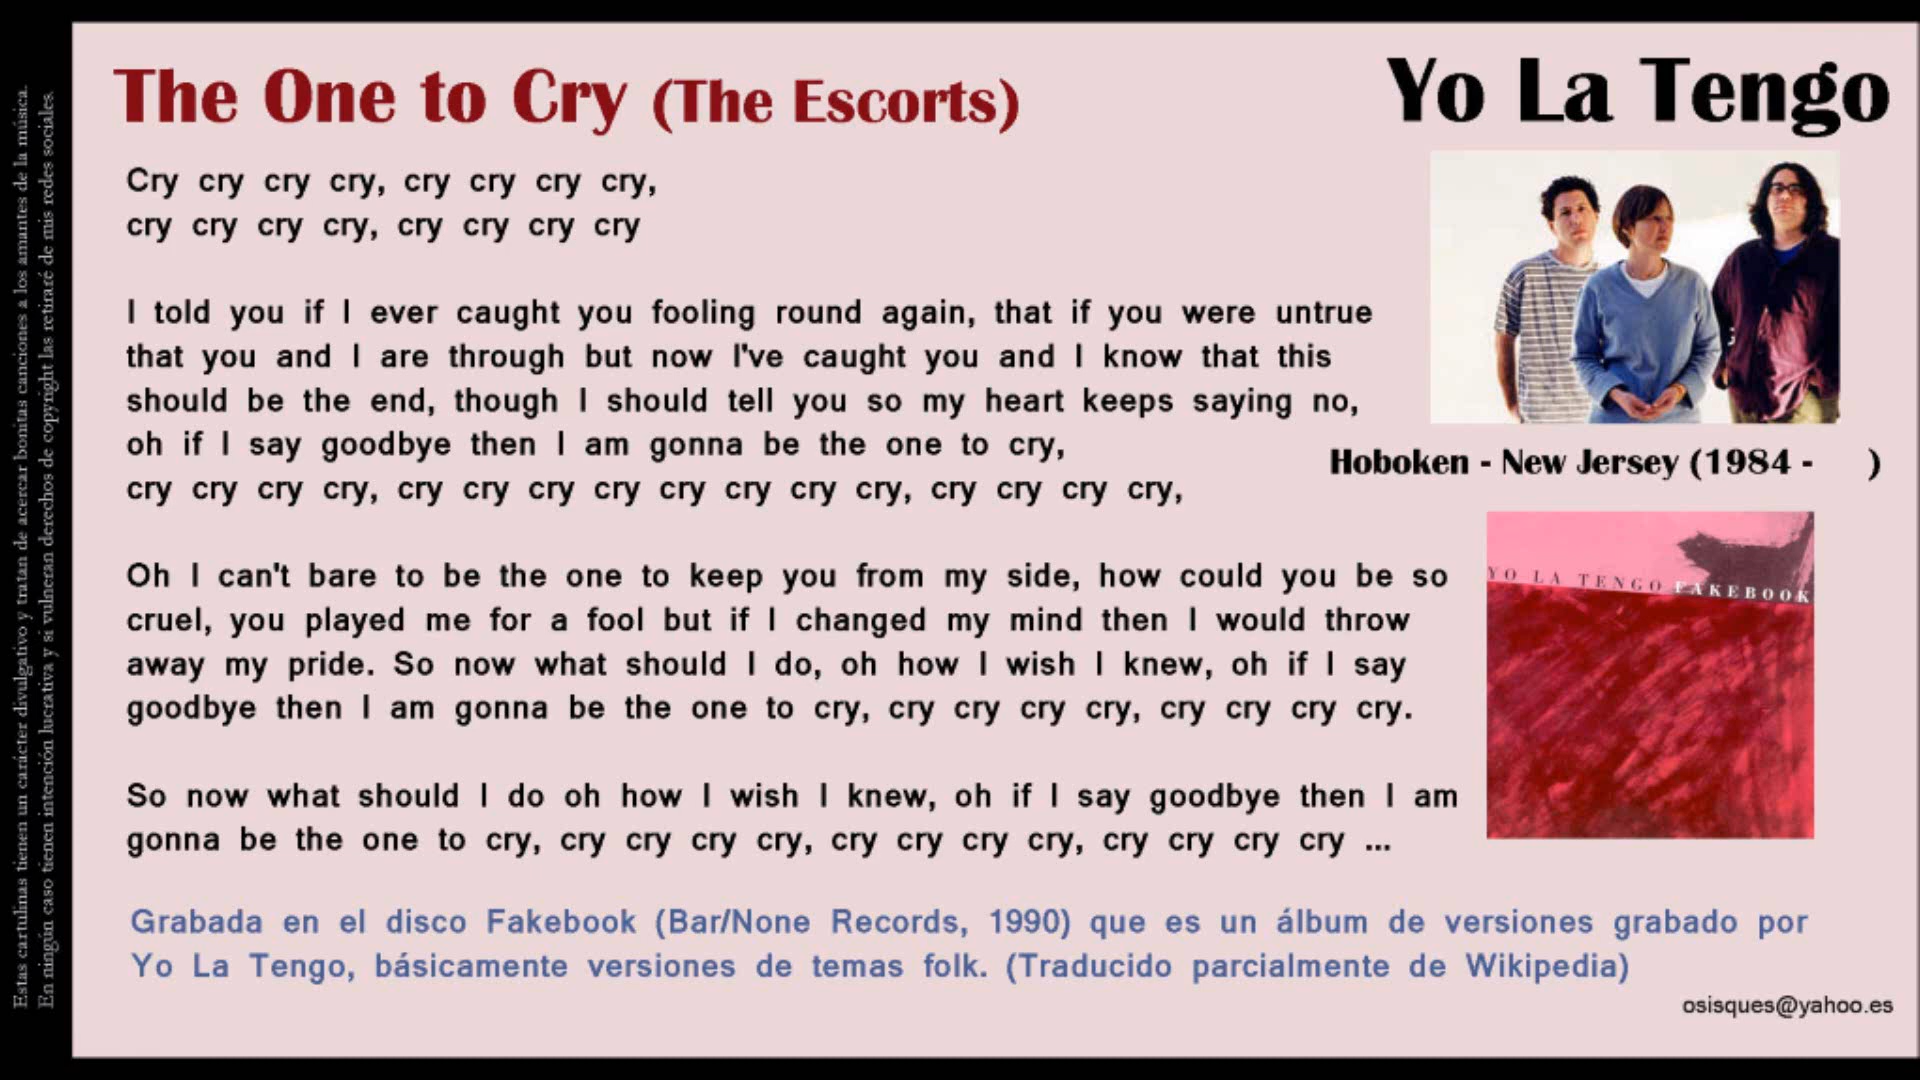 The One to Cry (The Escorts)
Yo La Tengo
Cry cry cry cry, cry cry cry cry,
cry cry cry cry, cry cry cry cry
I told you if I ever caught you fooling round again, that if you were untrue
that you and I are through but now I've caught you and I know that this
should be the end, though I should tell you so my heart keeps saying no,
oh if I say goodbye then I am gonna be the one to cry,
cry cry cry cry, cry cry cry cry cry cry cry cry, cry cry cry cry,
Oh I can't bare to be the one to keep you from my side, how could you be so
cruel, you played me for a fool but if I changed my mind then I would throw
away my pride. So now what should I do, oh how I wish I knew, oh if I say
goodbye then I am gonna be the one to cry, cry cry cry cry, cry cry cry cry.
So now what should I do oh how I wish I knew, oh if I say goodbye then I am
gonna be the one to cry, cry cry cry cry, cry cry cry cry, cry cry cry cry ...
Hoboken - New Jersey (1984 - )
YO LA TENGO FAKEBOOK
Grabada en el disco Fakebook (Bar/None Records, 1990) que es un álbum de versiones grabado por
Yo La Tengo, básicamente versiones de temas folk. (Traducido parcialmente de Wikipedia)
osisques@yahoo.es
Estas cartulinas tienen un carácter divulgativo y tratan de acercar bonitas canciones a los amantes de la música.
En ningún caso tienen intención lucrativa y si vulneran derechos de copyright las retiraré de mis redes sociales.